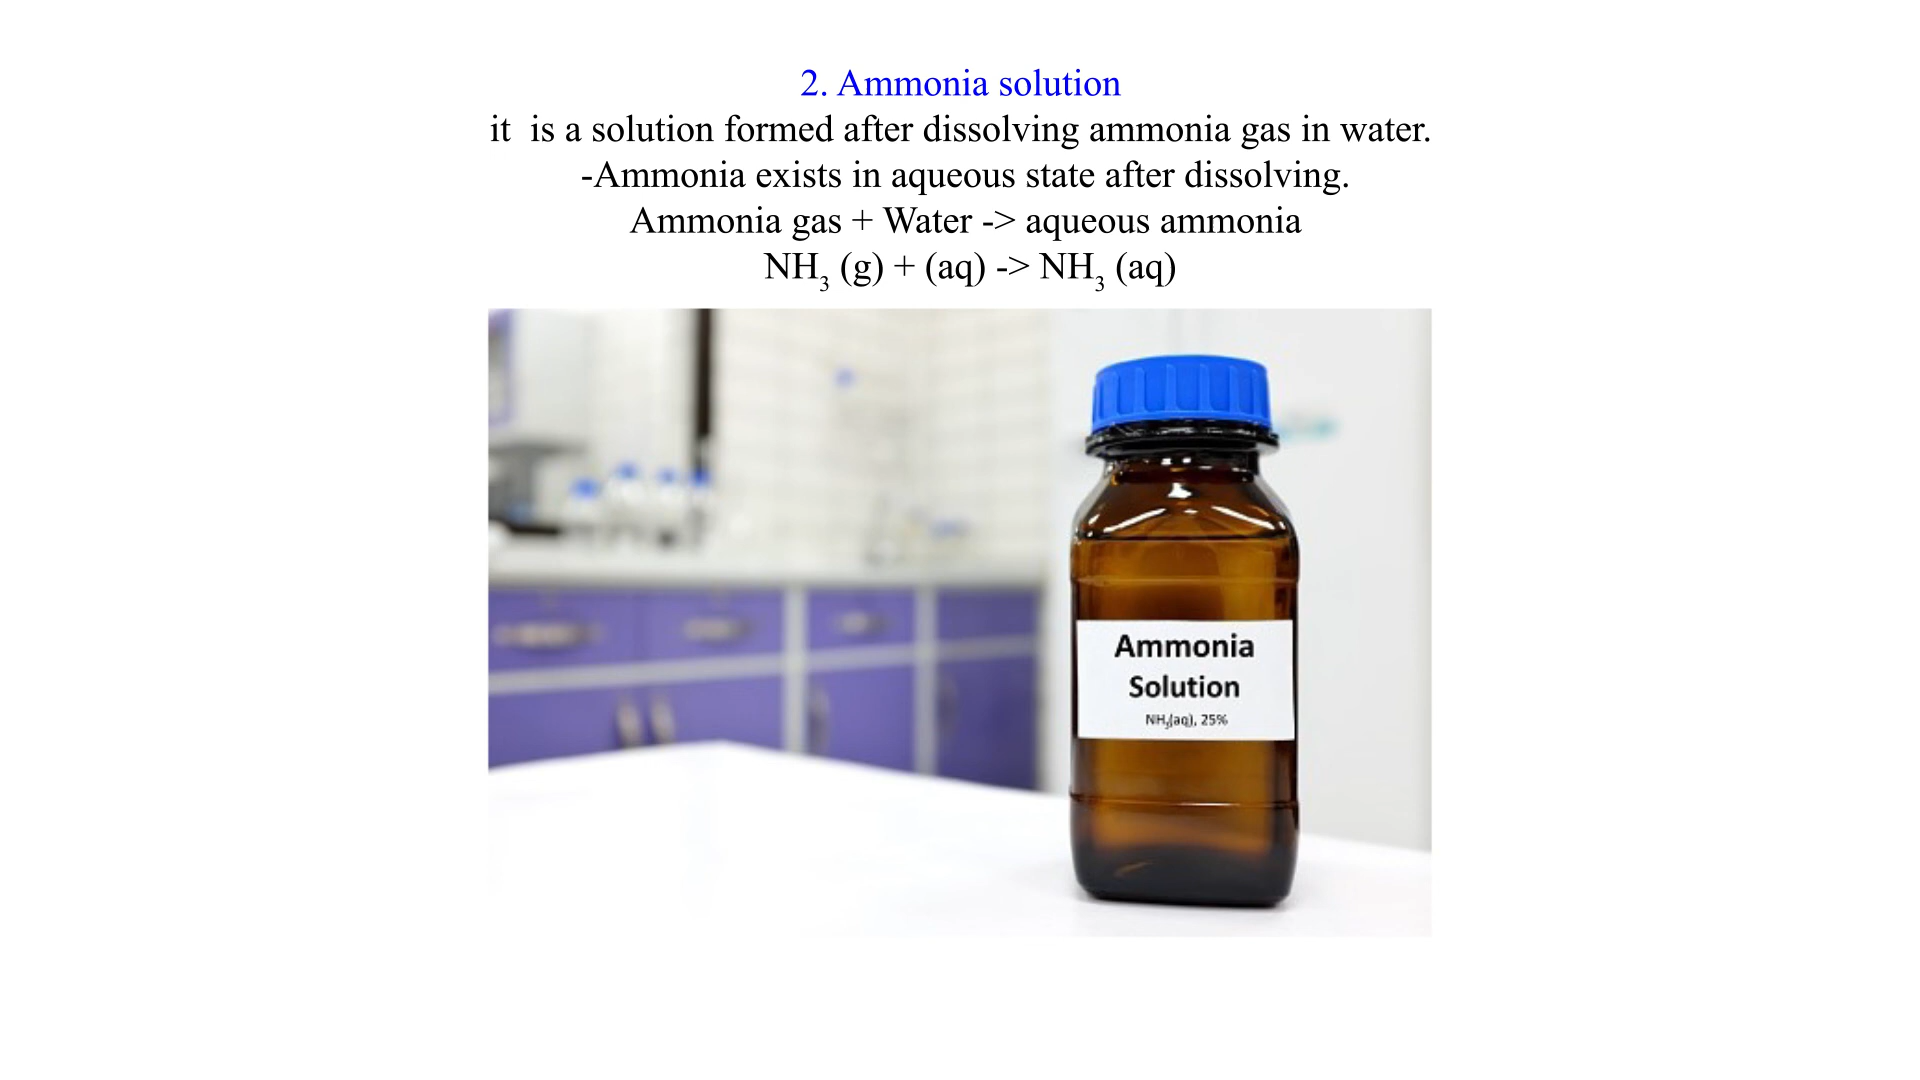 2. Ammonia solution
it  is a solution formed after dissolving ammonia gas in water.
-Ammonia exists in aqueous state after dissolving.
Ammonia gas + Water -> aqueous ammonia
NH₃ (g) + (aq) -> NH₃ (aq)
Ammonia
Solution
NH₃(aq), 25%